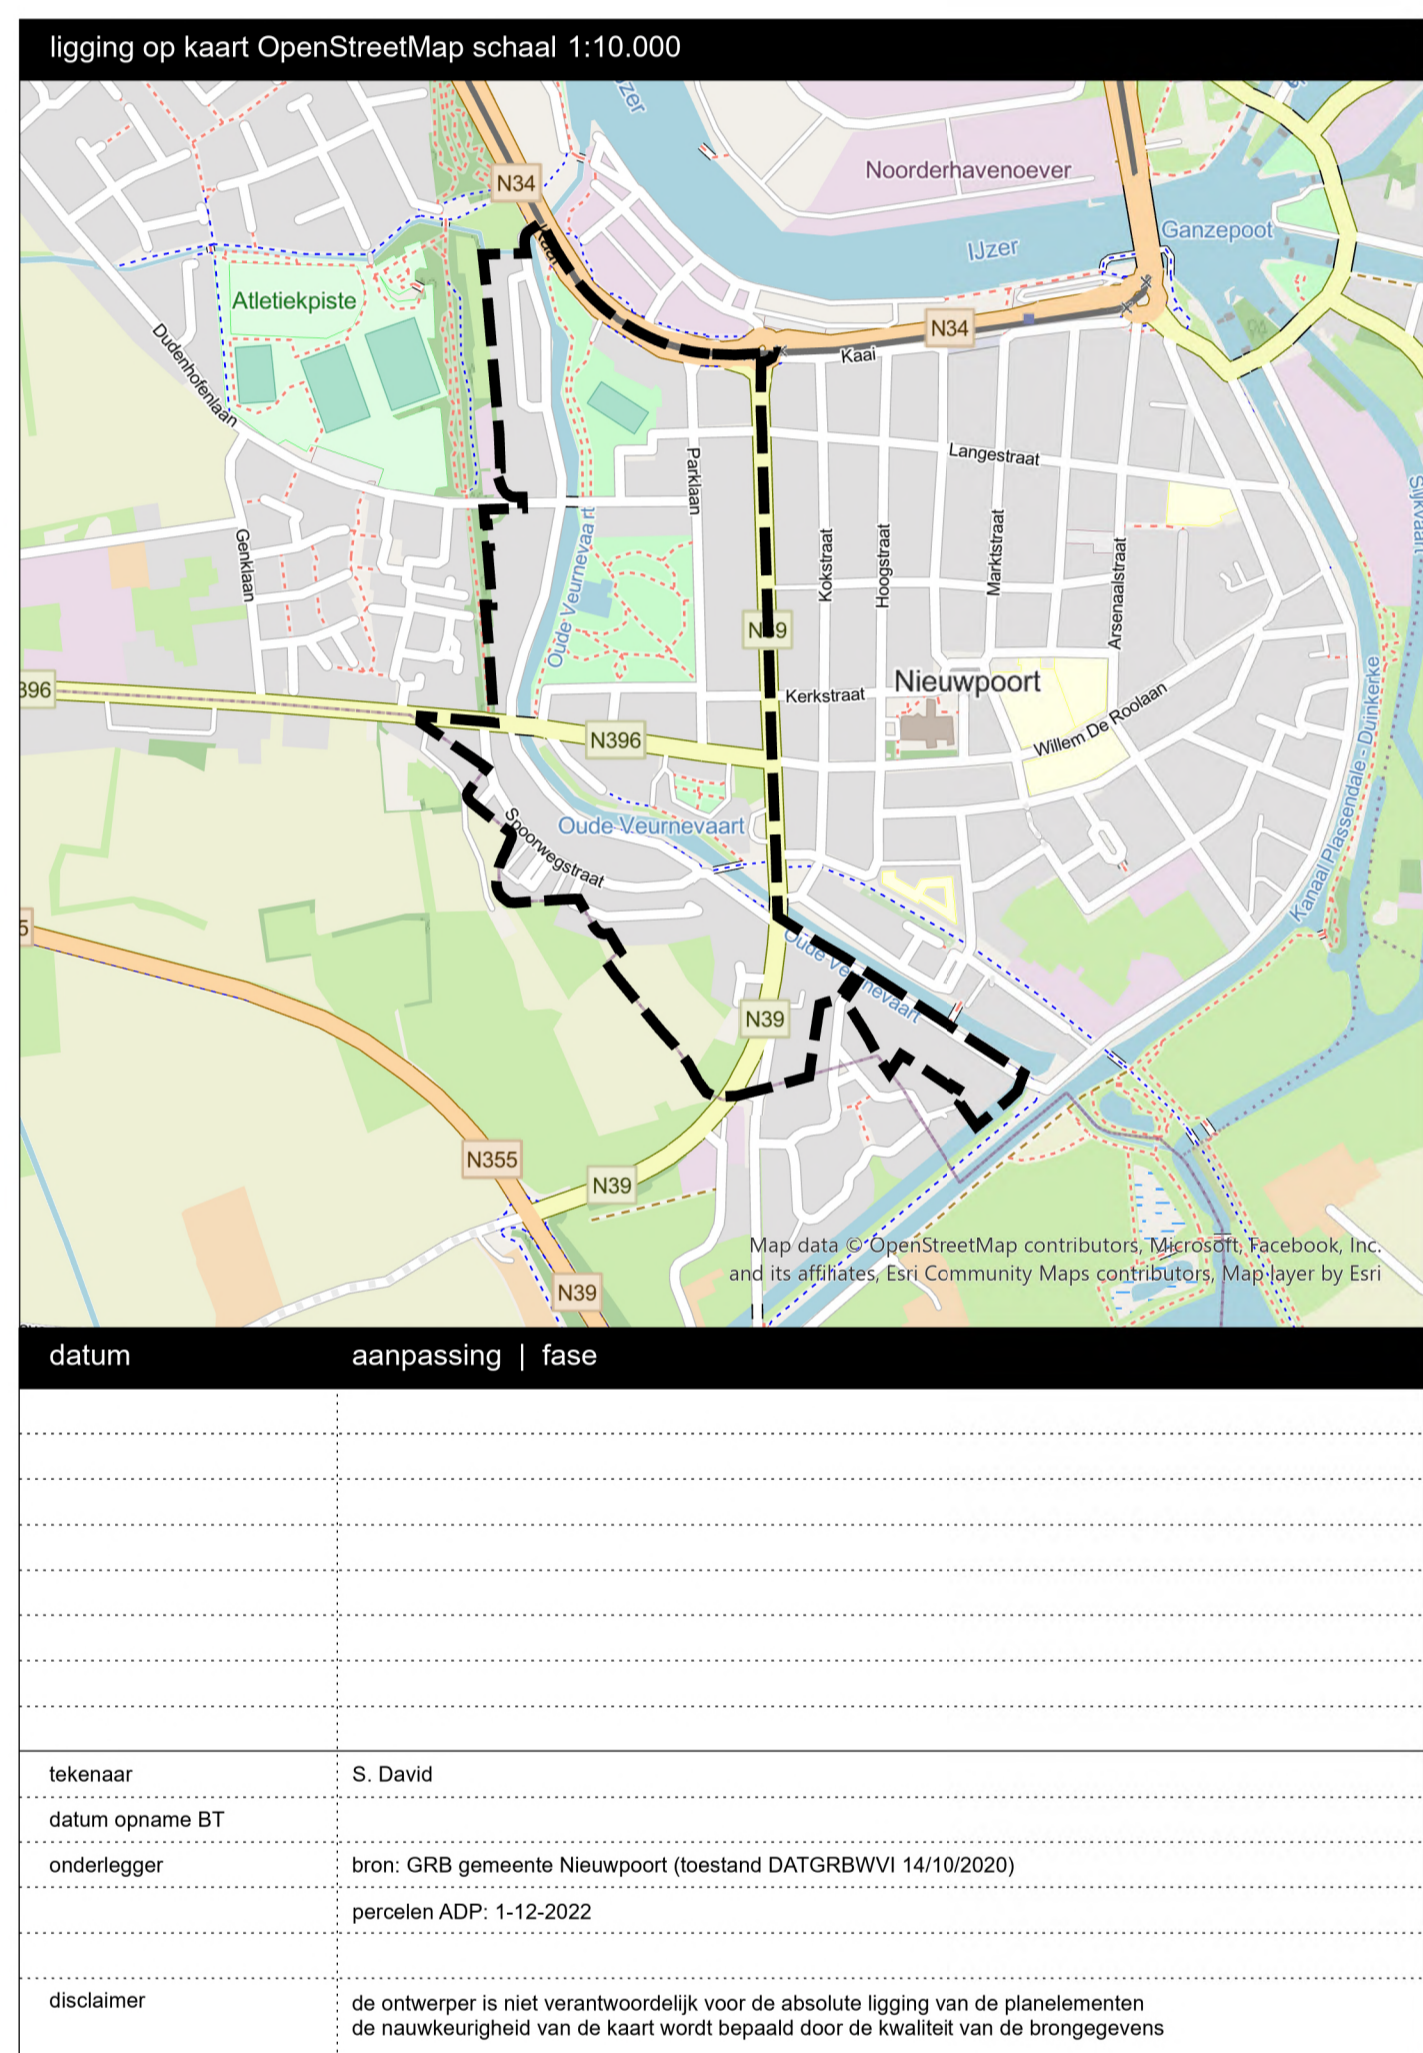 ligging op kaart OpenStreetMap schaal 1:10.000
N34
Noorderhavenoever
IJzer
Ganzepoot
Atletiekpiste
N34
Kaai
Dudenhofenlaan
Langestraat
Parklaan
Genklaan
Oude Veurnevaart
Kokstraat
Hoogstraat
Marktstraat
Arsenaalstraat
Nieuwpoort
Kerkstraat
Willem De Roolaan
396
N396
Kanaal Plassendale - Duinkerke
Oude Veurnevaart
Spoorwegstraat
5
N39
N355
N39
N39
Map data © OpenStreetMap contributors, Microsoft, Facebook, Inc.
and its affiliates, Esri Community Maps contributors, Map layer by Esri
datum aanpassing | fase
tekenaar S. David
datum opname BT
onderlegger bron: GRB gemeente Nieuwpoort (toestand DATGRBWVI 14/10/2020)
percelen ADP: 1-12-2022
disclaimer de ontwerper is niet verantwoordelijk voor de absolute ligging van de planelementen
de nauwkeurigheid van de kaart wordt bepaald door de kwaliteit van de brongegevens